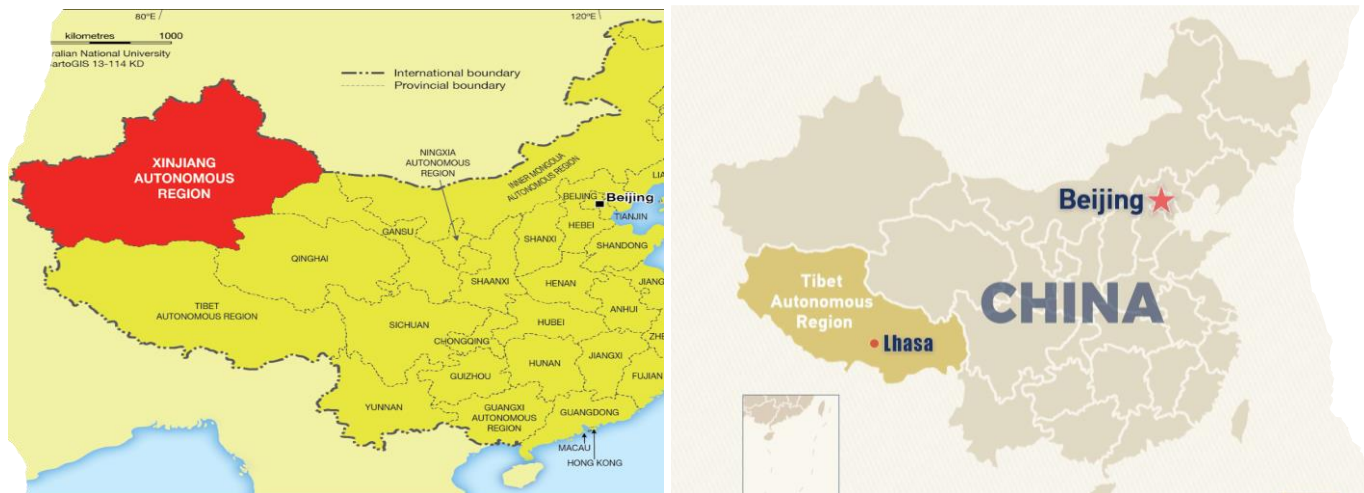 80°E
120°E
kilometres 1000
ralian National University
artoGIS 13-114 KD
International boundary
Provincial boundary
XINJIANG
AUTONOMOUS
REGION
NINGXIA
AUTONOMOUS
REGION
INNER MONGOLIA
AUTONOMOUS REGION
LIA
BEIJING
Beijing
TIANJIN
HEBEI
SHANXI
SHANDONG
GANSU
QINGHAI
SHAANXI
HENAN
JIANG
TIBET
AUTONOMOUS REGION
ANHUI
SICHUAN
HUBEI
CHONGQING
ZHE
HUNAN
JIANGXI
GUIZHOU
FUJIAN
YUNNAN
GUANGXI
AUTONOMOUS
REGION
GUANGDONG
MACAU
HONG KONG
Beijing
Tibet
Autonomous
Region
CHINA
Lhasa